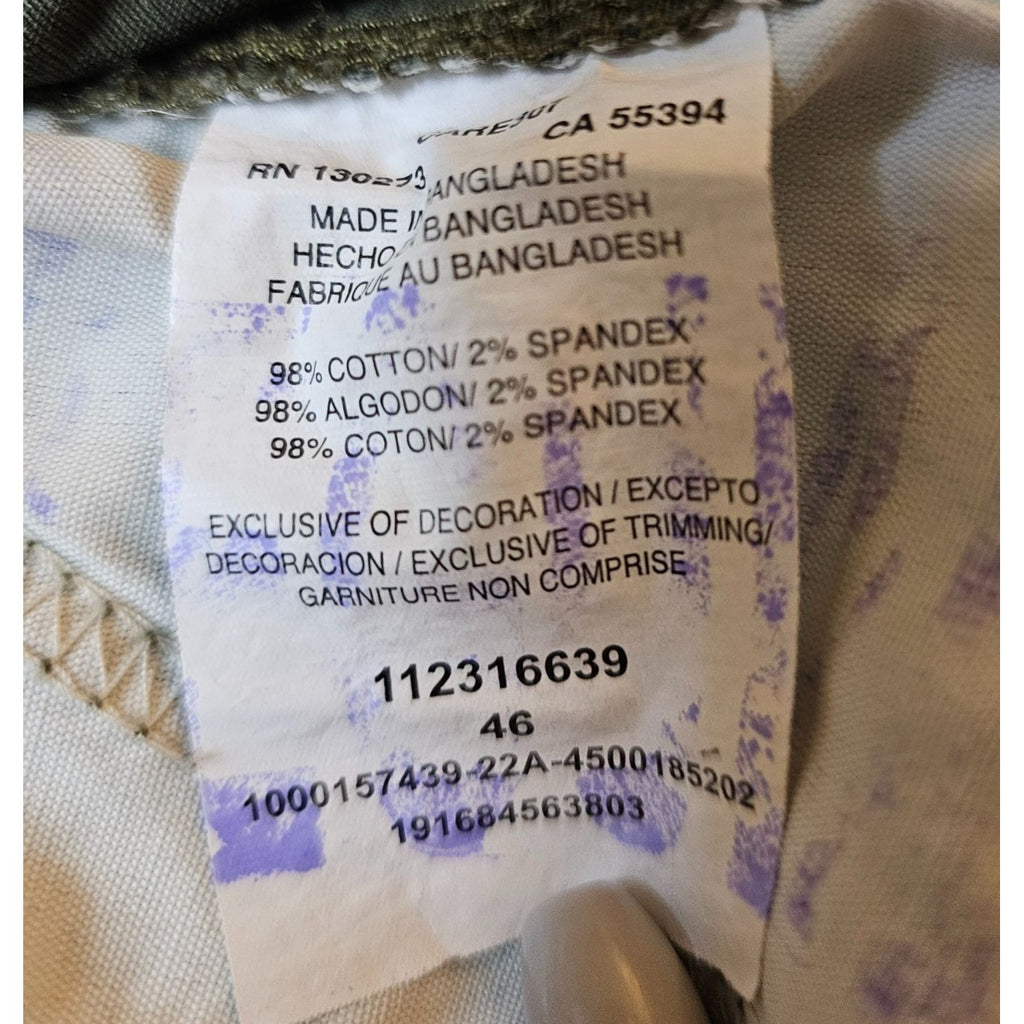 CA 55394
RN
MADE BANGLADESH
HECHO BANGLADESH
FABRIQUE AU BANGLADESH
98% COTTON/ 2% SPANDEX
98% ALGODON/ 2% SPANDEX
98% COTON/ 2% SPANDEX
EXCLUSIVE OF DECORATION / EXCEPTO
DECORACION / EXCLUSIVE OF TRIMMING/
GARNITURE NON COMPRISE
112316639
46
1000157439-22A-4500185202
191684563803